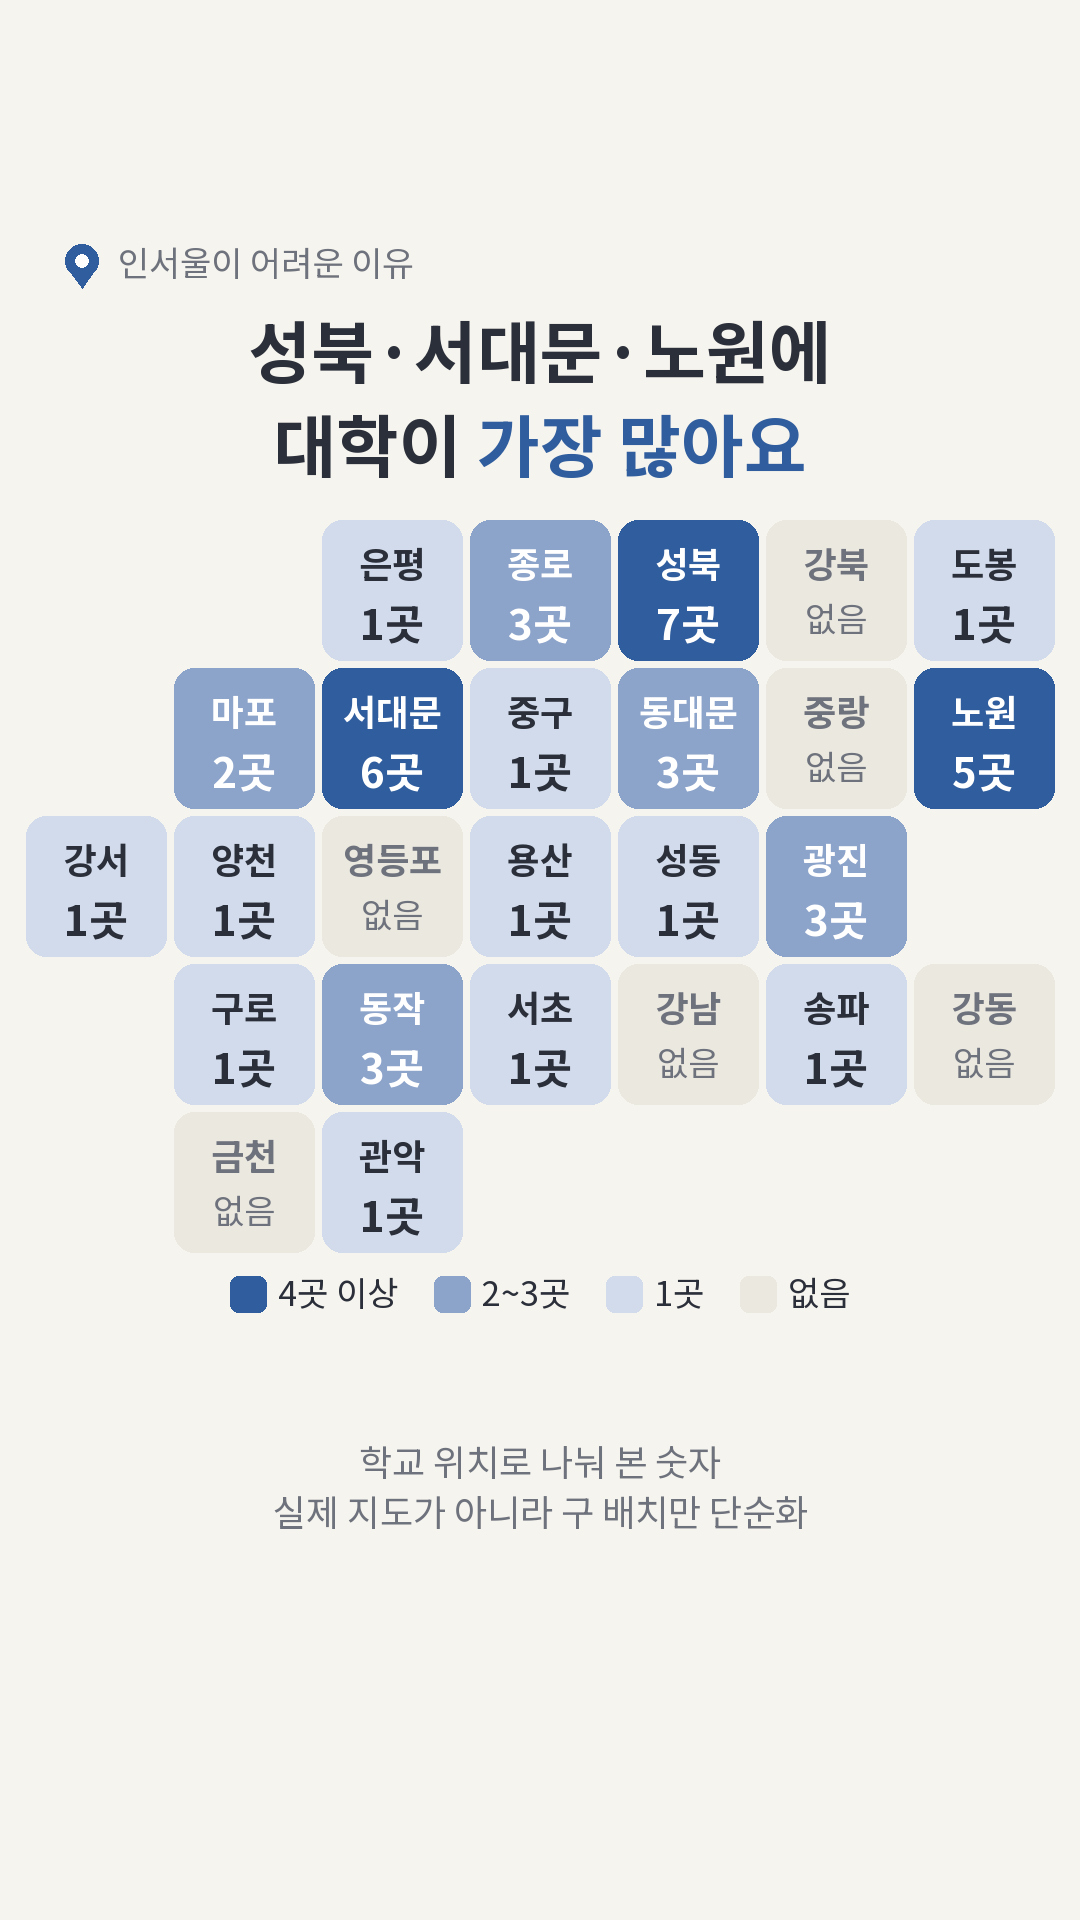 인서울이 어려운 이유
성북·서대문·노원에
대학이 가장 많아요
은평 종로 성북 강북 도봉
1곳 3곳 7곳 없음 1곳
마포 서대문 중구 동대문 중랑 노원
2곳 6곳 1곳 3곳 없음 5곳
강서 양천 영등포 용산 성동 광진
1곳 1곳 없음 1곳 1곳 3곳
구로 동작 서초 강남 송파 강동
1곳 3곳 1곳 없음 1곳 없음
금천 관악
없음 1곳
4곳 이상 2~3곳 1곳 없음
학교 위치로 나눠 본 숫자
실제 지도가 아니라 구 배치만 단순화